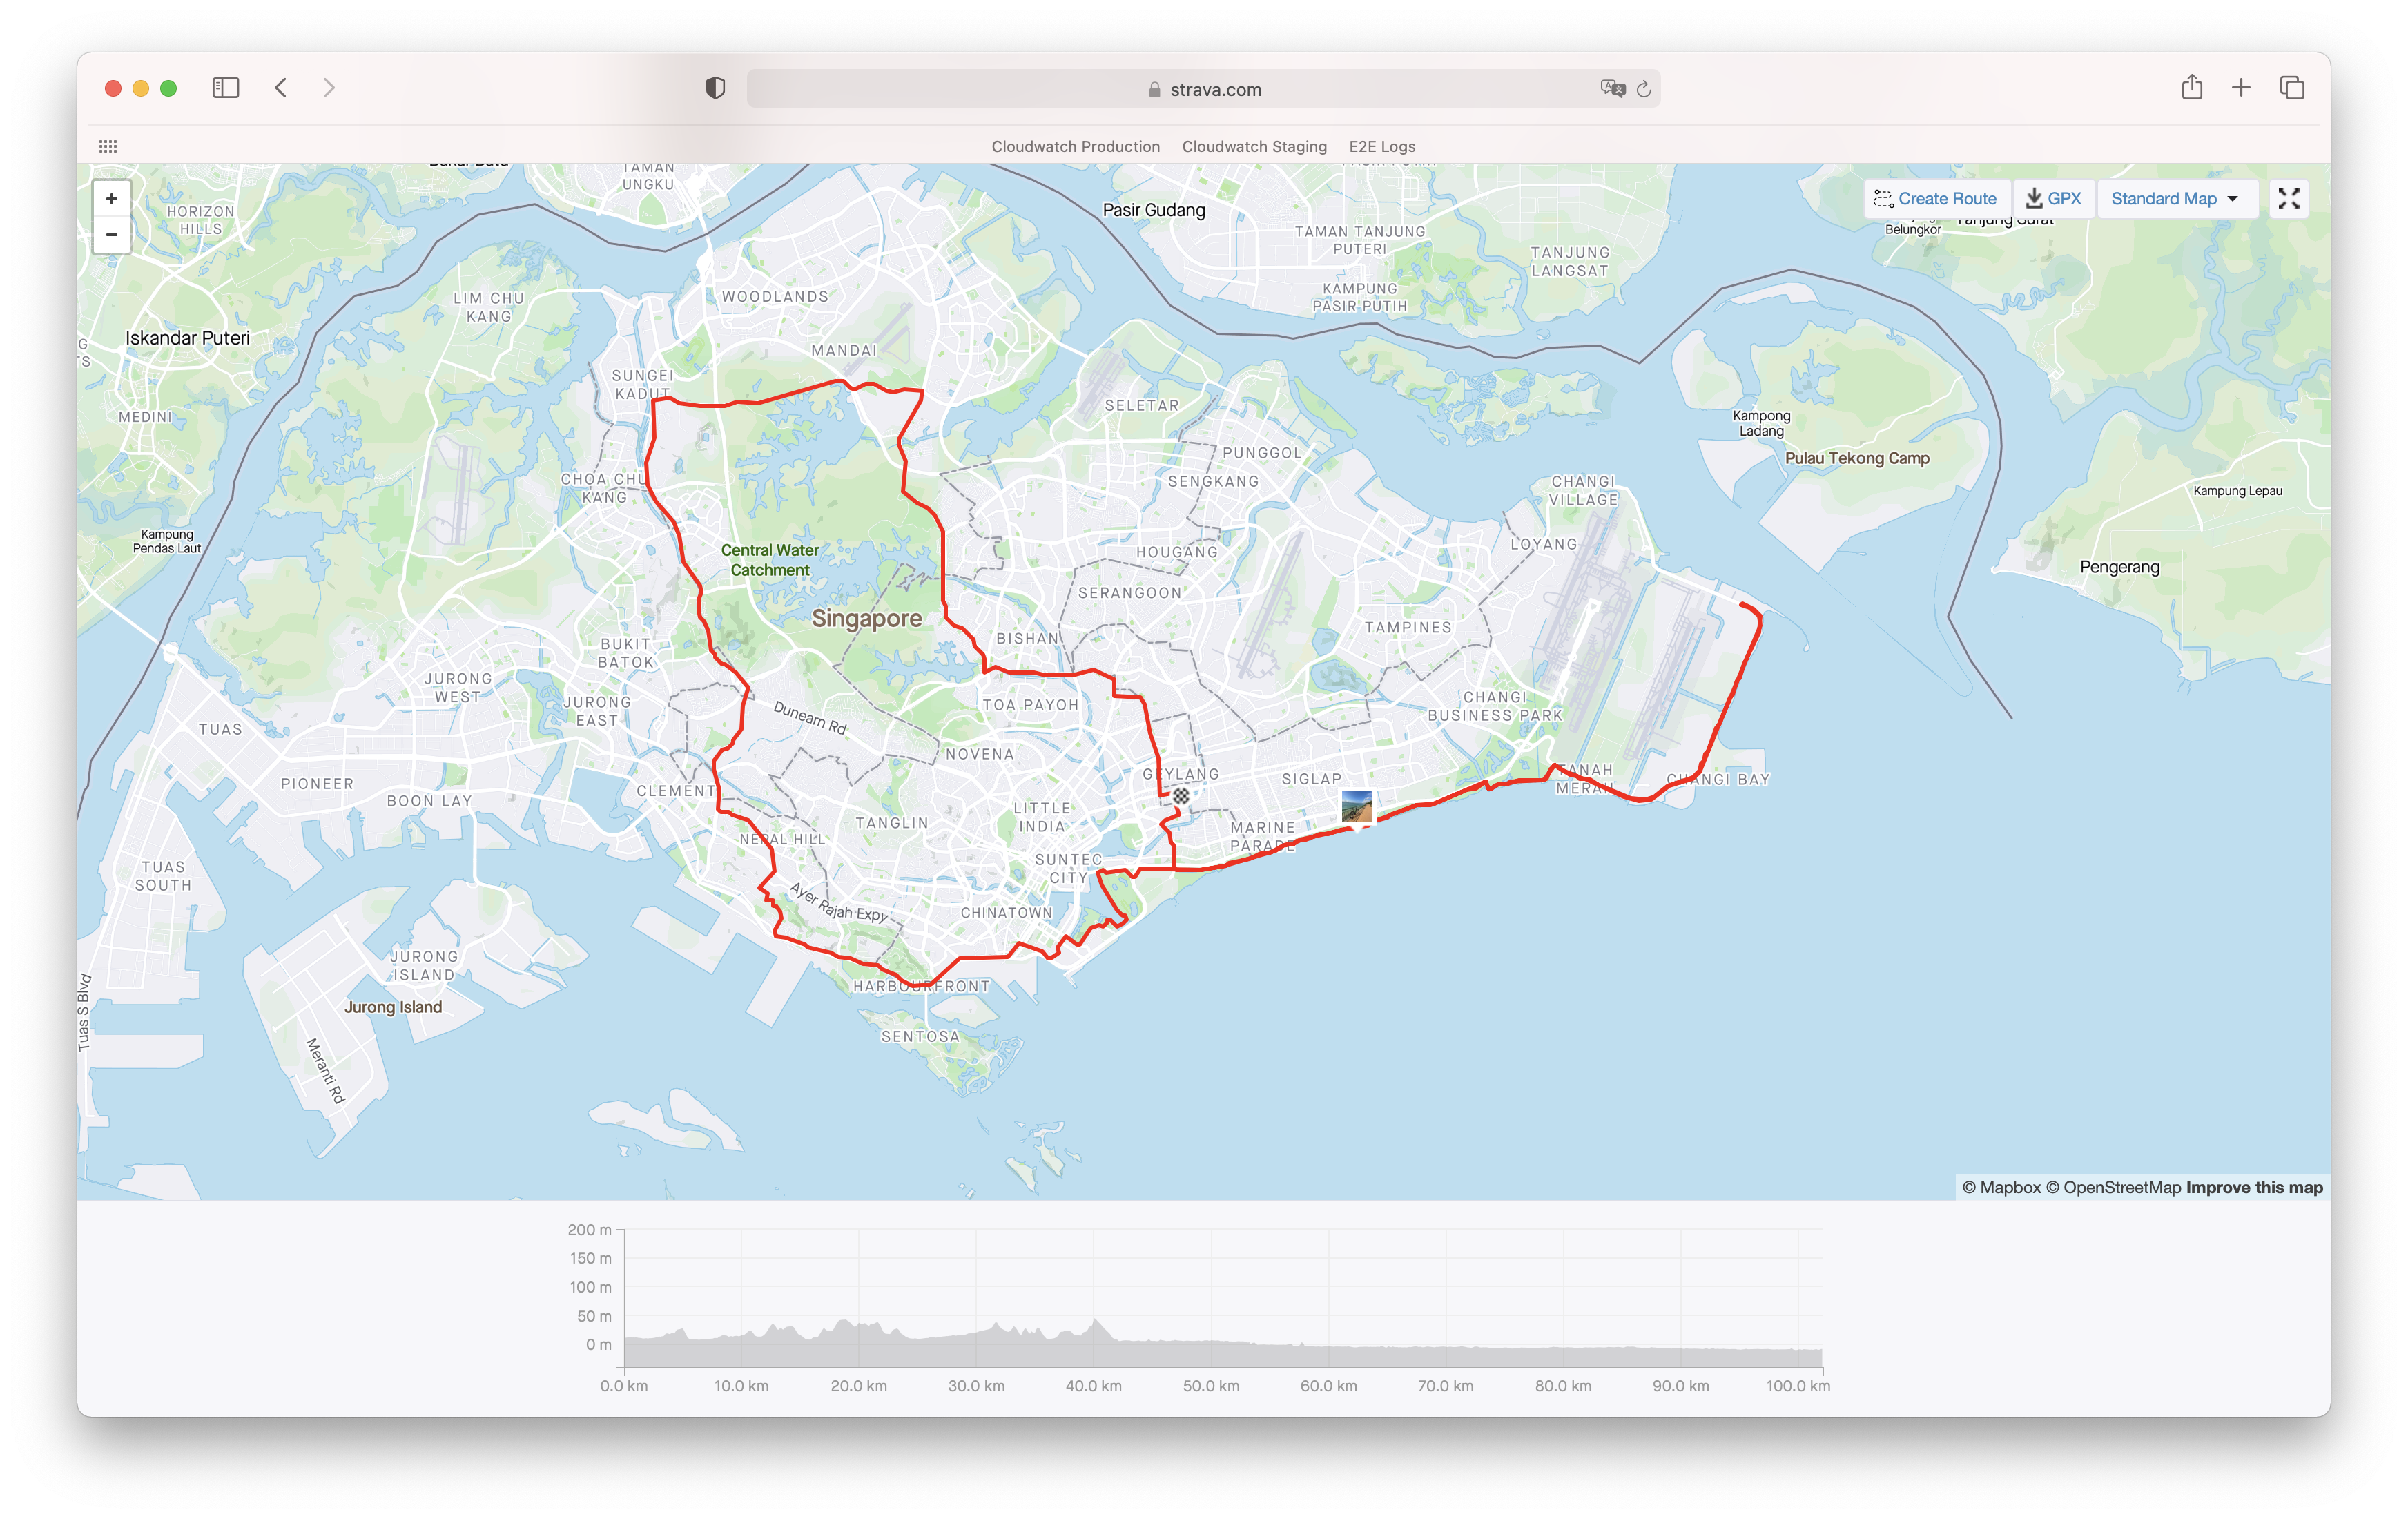 strava.com
Cloudwatch Production
Cloudwatch Staging
E2E Logs
TAMAN
UNGKU
HORIZON
HILLS
Pasir Gudang
Create Route
GPX
Standard Map
Belungkor
Tanjung Surat
TAMAN TANJUNG
PUTERI
TANJUNG
LANGSAT
LIM CHU
KANG
WOODLANDS
KAMPUNG
PASIR PUTIH
Iskandar Puteri
MANDAI
SUNGEI
KADUT
MEDINI
SELETAR
Kampong
Ladang
PUNGGOL
Pulau Tekong Camp
CHOA CHU
KANG
SENGKANG
CHANGI
VILLAGE
Kampung Lepau
Kampung
Pendas Laut
Central Water
Catchment
HOUGANG
LOYANG
Pengerang
SERANGOON
Singapore
TAMPINES
BUKIT
BATOK
BISHAN
JURONG
WEST
JURONG
EAST
TOA PAYOH
CHANGI
BUSINESS PARK
TUAS
Dunearn Rd
NOVENA
PIONEER
GEYLANG
SIGLAP
TANAH
MERAH
CHANGI BAY
BOON LAY
CLEMENT
LITTLE
INDIA
TANGLIN
NEPAL HILL
MARINE
PARADE
TUAS
SOUTH
SUNTEC
CITY
Ayer Rajah Expy
CHINATOWN
JURONG
ISLAND
HARBOURFRONT
Jurong Island
Tuas S Blvd
SENTOSA
Meranti Rd
© Mapbox © OpenStreetMap Improve this map
200 m
150 m
100 m
50 m
0 m
0.0 km
10.0 km
20.0 km
30.0 km
40.0 km
50.0 km
60.0 km
70.0 km
80.0 km
90.0 km
100.0 km